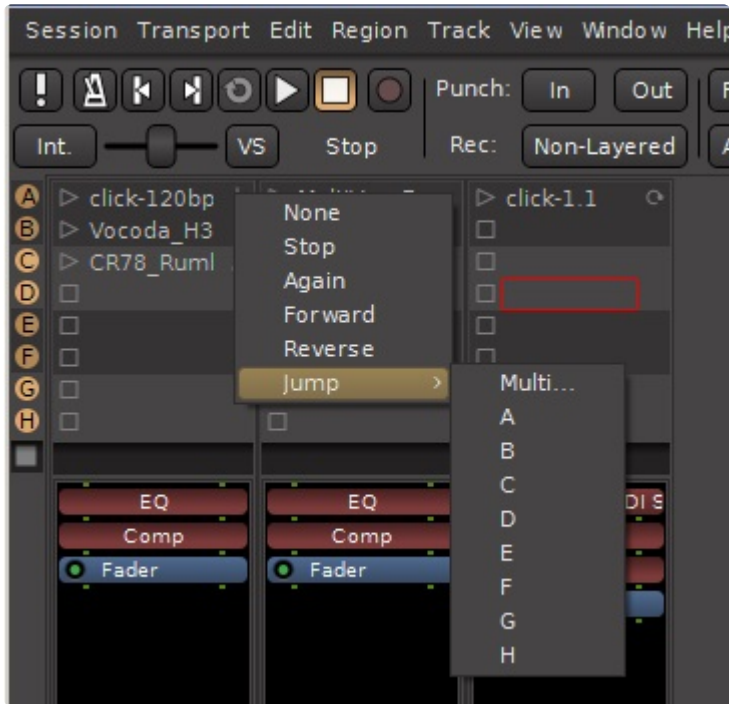 Session Transport Edit Region Track View Window Help
Punch: In Out
Int. VS Stop Rec: Non-Layered
A click-120bp click-1.1
B Vocoda_H3
C CR78_Ruml
D
E
F
G
H
None
Stop
Again
Forward
Reverse
Jump
Multi...
A
B
C
D
E
F
G
H
EQ EQ
Comp Comp
Fader Fader